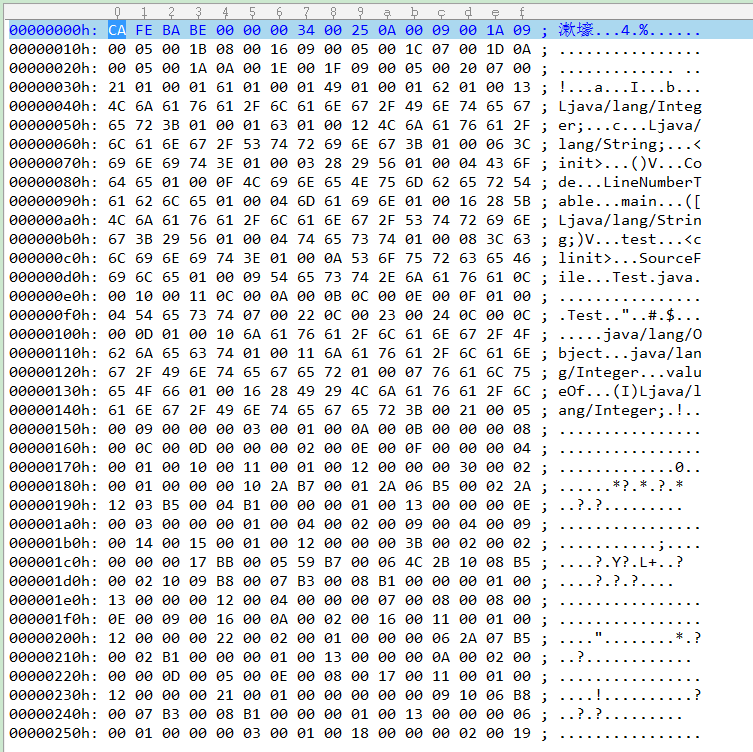 0 1 2 3 4 5 6 7 8 9 a b c d e f
00000000h: CA FE BA BE 00 00 00 34 00 25 0A 00 09 00 1A 09 ; 漱壕...4.%......
00000010h: 00 05 00 1B 08 00 16 09 00 05 00 1C 07 00 1D 0A ; ................
00000020h: 00 05 00 1A 0A 00 1E 00 1F 09 00 05 00 20 07 00 ; ............. ..
00000030h: 21 01 00 01 61 01 00 01 49 01 00 01 62 01 00 13 ; !...a...I...b...
00000040h: 4C 6A 61 76 61 2F 6C 61 6E 67 2F 49 6E 74 65 67 ; Ljava/lang/Integ
00000050h: 65 72 3B 01 00 01 63 01 00 12 4C 6A 61 76 61 2F ; er;...c...Ljava/
00000060h: 6C 61 6E 67 2F 53 74 72 69 6E 67 3B 01 00 06 3C ; lang/String;...<
00000070h: 69 6E 69 74 3E 01 00 03 28 29 56 01 00 04 43 6F ; init>...()V...Co
00000080h: 64 65 01 00 0F 4C 69 6E 65 4E 75 6D 62 65 72 54 ; de...LineNumberT
00000090h: 61 62 6C 65 01 00 04 6D 61 69 6E 01 00 16 28 5B ; able...main...([
000000a0h: 4C 6A 61 76 61 2F 6C 61 6E 67 2F 53 74 72 69 6E ; Ljava/lang/Strin
000000b0h: 67 3B 29 56 01 00 04 74 65 73 74 01 00 08 3C 63 ; g;)V...test...<c
000000c0h: 6C 69 6E 69 74 3E 01 00 0A 53 6F 75 72 63 65 46 ; linit>...SourceF
000000d0h: 69 6C 65 01 00 09 54 65 73 74 2E 6A 61 76 61 0C ; ile...Test.java.
000000e0h: 00 10 00 11 0C 00 0A 00 0B 0C 00 0E 00 0F 01 00 ; ................
000000f0h: 04 54 65 73 74 07 00 22 0C 00 23 00 24 0C 00 0C ; .Test.."..#.$...
00000100h: 00 0D 01 00 10 6A 61 76 61 2F 6C 61 6E 67 2F 4F ; .....java/lang/O
00000110h: 62 6A 65 63 74 01 00 11 6A 61 76 61 2F 6C 61 6E ; bject...java/lan
00000120h: 67 2F 49 6E 74 65 67 65 72 01 00 07 76 61 6C 75 ; g/Integer...valu
00000130h: 65 4F 66 01 00 16 28 49 29 4C 6A 61 76 61 2F 6C ; eOf...(I)Ljava/l
00000140h: 61 6E 67 2F 49 6E 74 65 67 65 72 3B 00 21 00 05 ; ang/Integer;.!..
00000150h: 00 09 00 00 00 03 00 01 00 0A 00 0B 00 00 00 08 ; ................
00000160h: 00 0C 00 0D 00 00 00 02 00 0E 00 0F 00 00 00 04 ; ................
00000170h: 00 01 00 10 00 11 00 01 00 12 00 00 00 30 00 02 ; .............0..
00000180h: 00 01 00 00 00 10 2A B7 00 01 2A 06 B5 00 02 2A ; ......*?.*.?.*
00000190h: 12 03 B5 00 04 B1 00 00 00 01 00 13 00 00 00 0E ; ..?.?.........
000001a0h: 00 03 00 00 00 01 00 04 00 02 00 09 00 04 00 09 ; ................
000001b0h: 00 14 00 15 00 01 00 12 00 00 00 3B 00 02 00 02 ; ...........;....
000001c0h: 00 00 00 17 BB 00 05 59 B7 00 06 4C 2B 10 08 B5 ; ....?.Y?.L+..?
000001d0h: 00 02 10 09 B8 00 07 B3 00 08 B1 00 00 00 01 00 ; ....?.?.?....
000001e0h: 13 00 00 00 12 00 04 00 00 00 07 00 08 00 08 00 ; ................
000001f0h: 0E 00 09 00 16 00 0A 00 02 00 16 00 11 00 01 00 ; ................
00000200h: 12 00 00 00 22 00 02 00 01 00 00 00 06 2A 07 B5 ; ...."........*.?
00000210h: 00 02 B1 00 00 00 01 00 13 00 00 00 0A 00 02 00 ; ..?............
00000220h: 00 00 0D 00 05 00 0E 00 08 00 17 00 11 00 01 00 ; ................
00000230h: 12 00 00 00 21 00 01 00 00 00 00 00 09 10 06 B8 ; ....!..........?
00000240h: 00 07 B3 00 08 B1 00 00 00 01 00 13 00 00 00 06 ; ..?.?.........
00000250h: 00 01 00 00 00 03 00 01 00 18 00 00 00 02 00 19 ; ................